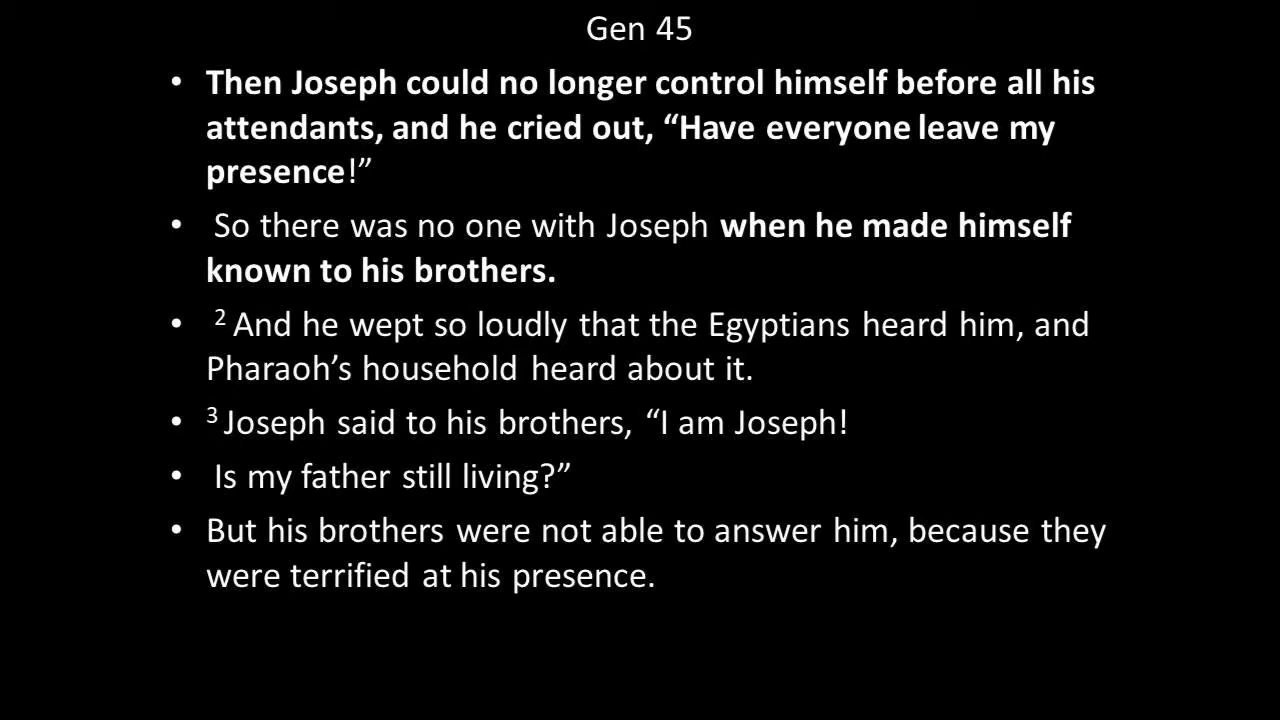 Gen 45
• Then Joseph could no longer control himself before all his
attendants, and he cried out, “Have everyone leave my
presence!”
• So there was no one with Joseph when he made himself
known to his brothers.
• ² And he wept so loudly that the Egyptians heard him, and
Pharaoh’s household heard about it.
• ³ Joseph said to his brothers, “I am Joseph!
• Is my father still living?”
• But his brothers were not able to answer him, because they
were terrified at his presence.